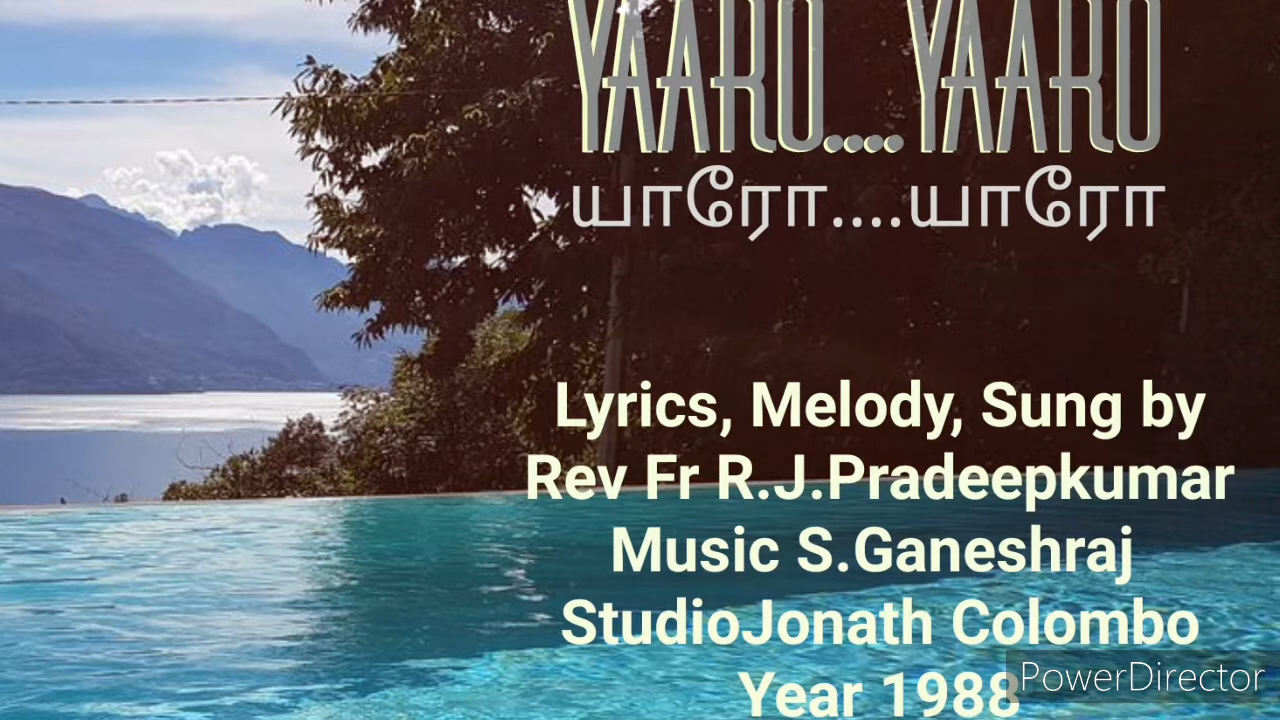 YAARO....YAARO
யாரோ....யாரோ
Lyrics, Melody, Sung by
Rev Fr R.J.Pradeepkumar
Music S.Ganeshraj
StudioJonath Colombo
Year 1988
PowerDirector